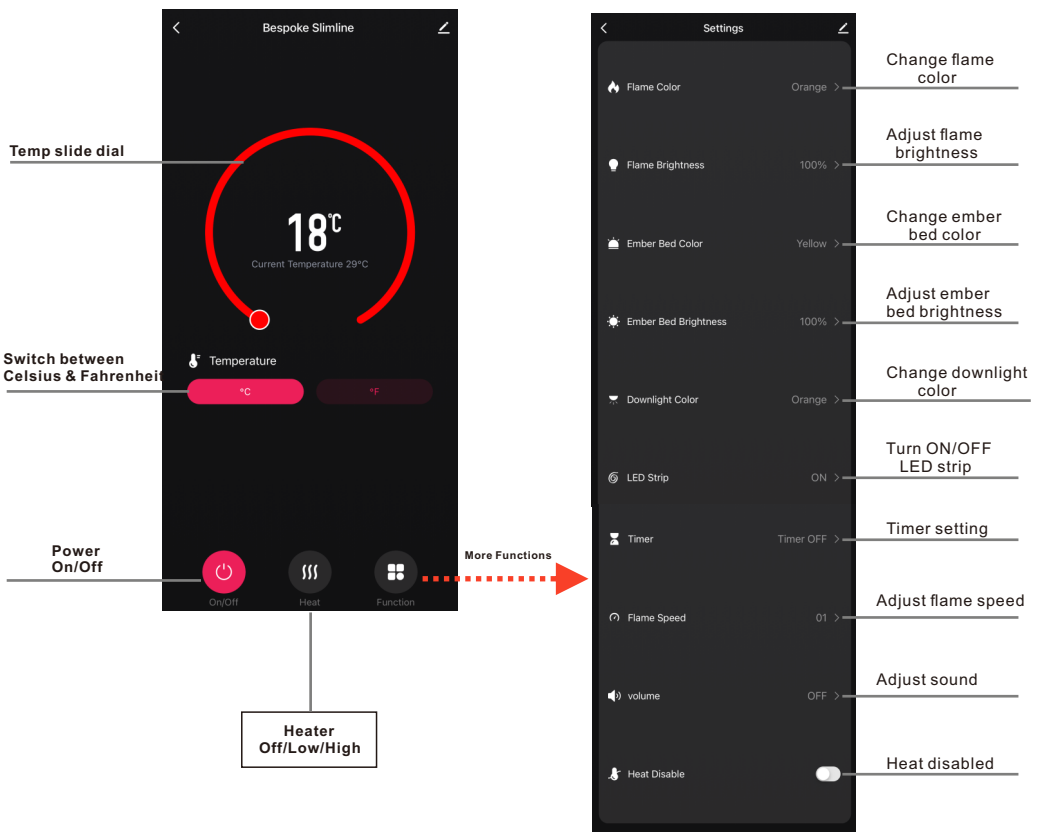 Bespoke Slimline
Temp slide dial
18℃
Current Temperature 29°C
Switch between
Celsius & Fahrenheit
Temperature
°C
°F
Power
On/Off
On/Off
Heat
Function
More Functions
Heater
Off/Low/High
Settings
Flame Color
Orange
Change flame
color
Flame Brightness
100%
Adjust flame
brightness
Ember Bed Color
Yellow
Change ember
bed color
Ember Bed Brightness
100%
Adjust ember
bed brightness
Downlight Color
Orange
Change downlight
color
LED Strip
ON
Turn ON/OFF
LED strip
Timer
Timer OFF
Timer setting
Flame Speed
01
Adjust flame speed
volume
OFF
Adjust sound
Heat Disable
Heat disabled